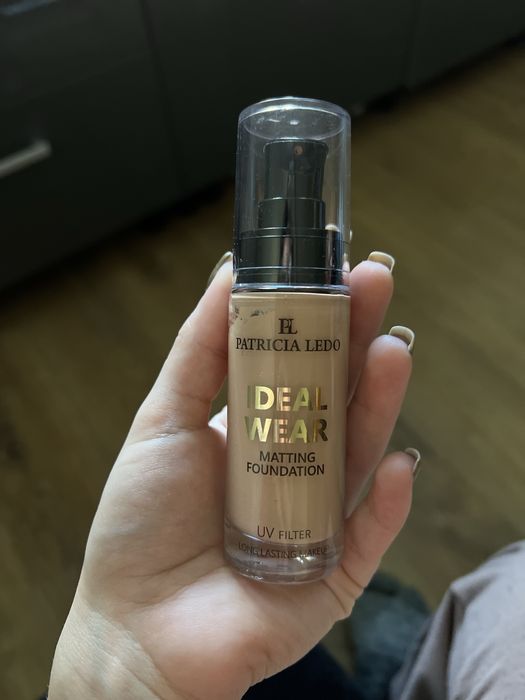 PL
PATRICIA LEDO
IDEAL
WEAR
MATTING
FOUNDATION
UV FILTER
LONG LASTING MAKEUP